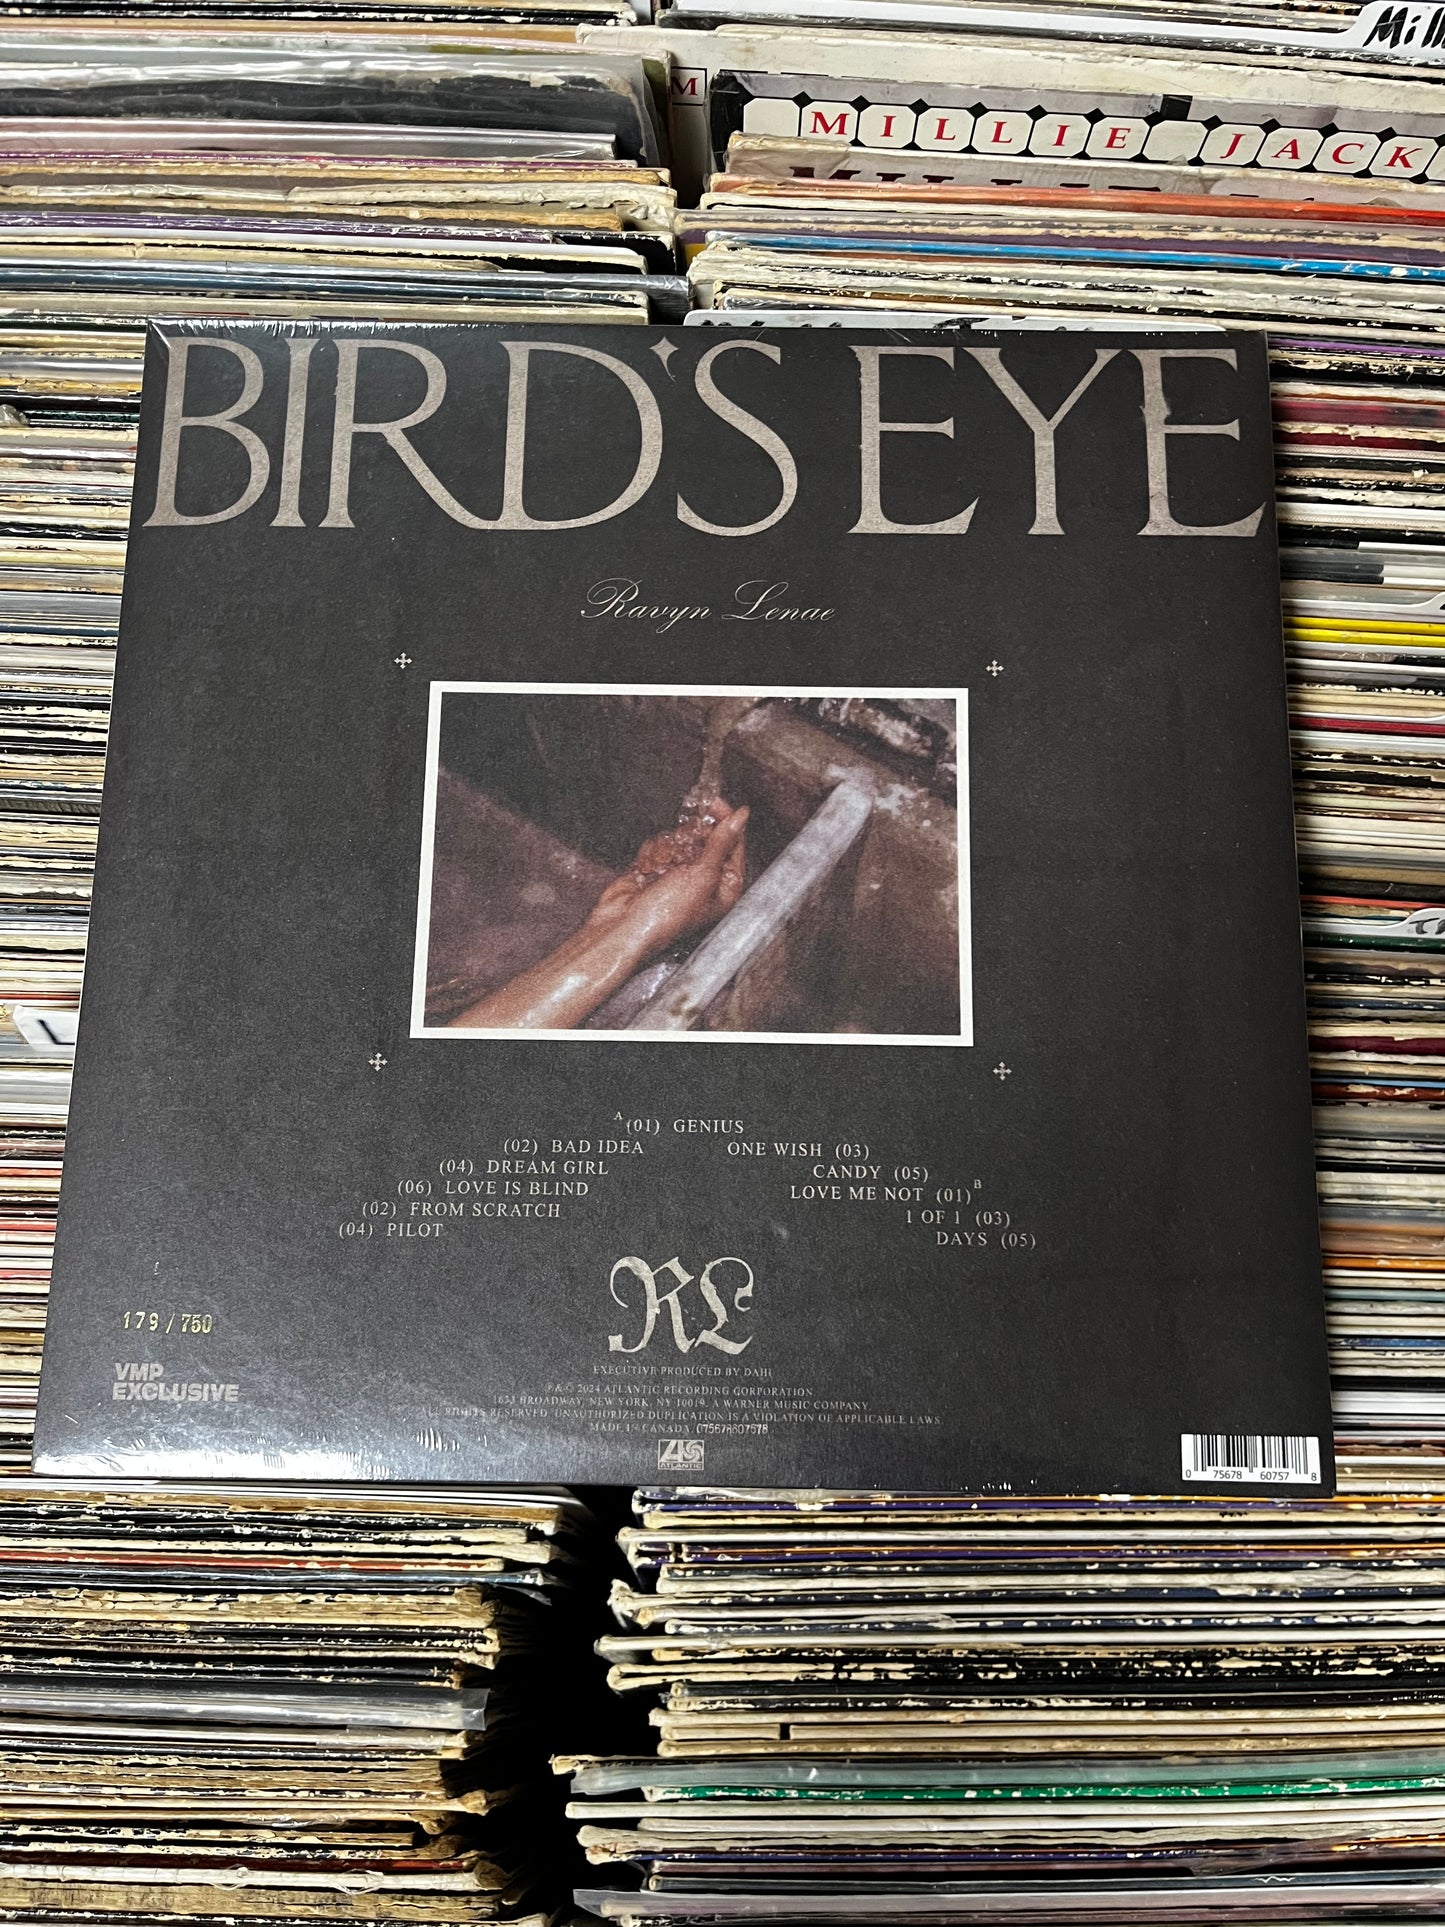 Mill
M
MILLIE JACK
BIRD'S EYE
Ravyn Lenae
A (01) GENIUS
(02) BAD IDEA ONE WISH (03)
(04) DREAM GIRL CANDY (05)
(06) LOVE IS BLIND LOVE ME NOT (01) B
(02) FROM SCRATCH 1 OF 1 (03)
(04) PILOT DAYS (05)
RL
179 / 750
VMP
EXCLUSIVE
EXECUTIVE PRODUCED BY DAHI
℗ & © 2024 ATLANTIC RECORDING CORPORATION
1633 BROADWAY, NEW YORK, NY 10019. A WARNER MUSIC COMPANY.
ALL RIGHTS RESERVED. UNAUTHORIZED DUPLICATION IS A VIOLATION OF APPLICABLE LAWS.
MADE IN CANADA. 075678607578
ATLANTIC
0 75678 60757 8